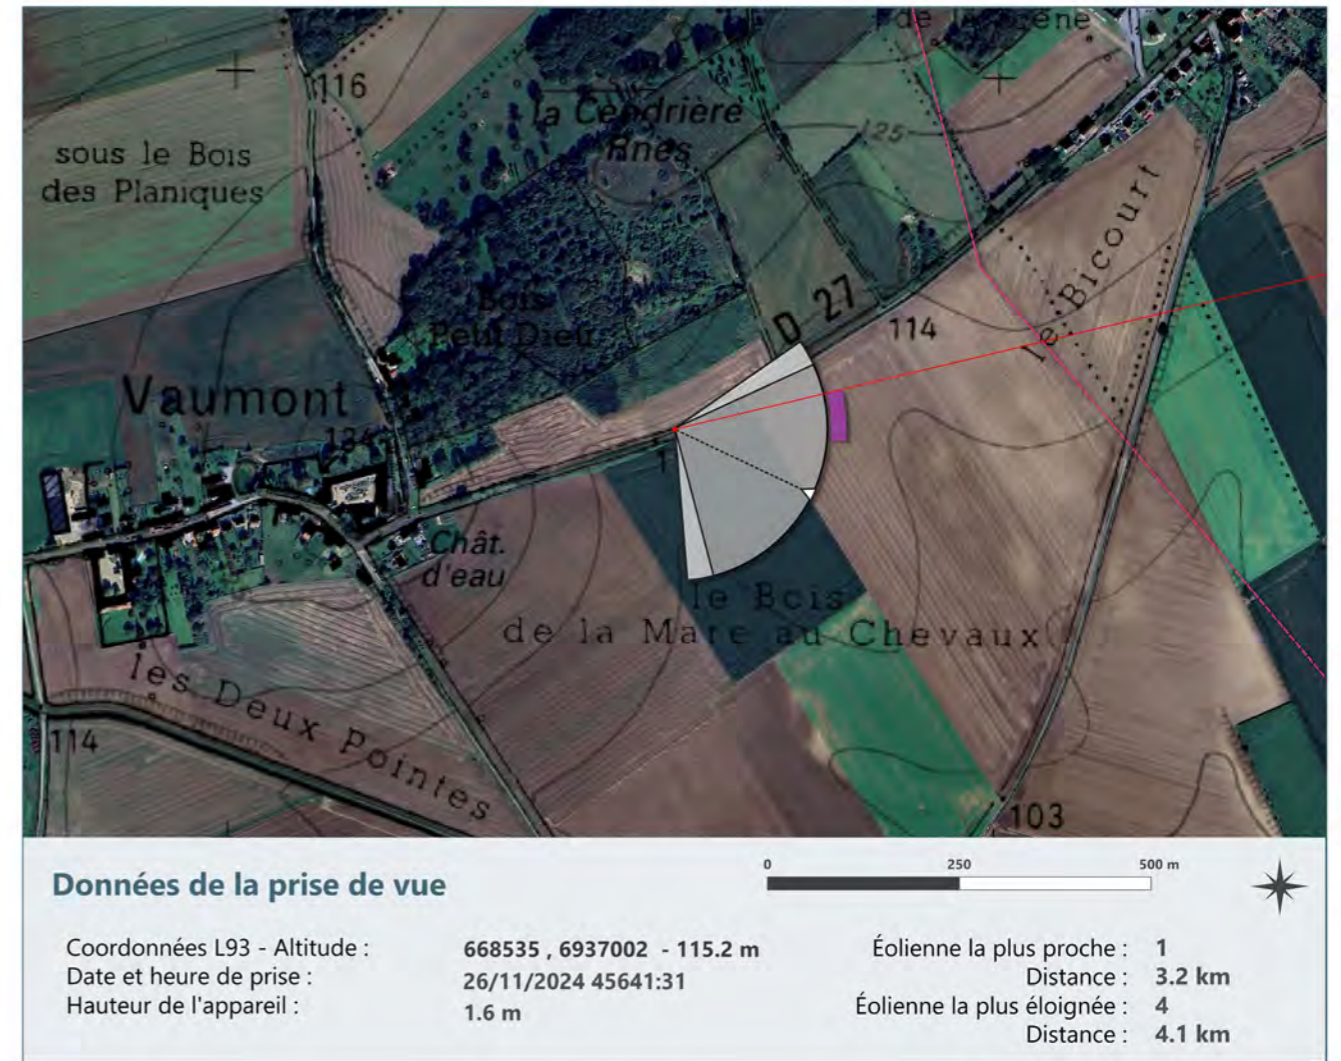 de la
116
la Cendrière
Rnes
125
sous le Bois
des Planiques
le Bicourt
Bois
Petit Dieu
D 27
114
Vaumont
134
Chât.
d'eau
le Bois
de la Mare au Chevaux
les Deux Pointes
114
103
Données de la prise de vue
0 250 500 m
Coordonnées L93 - Altitude : 668535 , 6937002 - 115.2 m
Date et heure de prise : 26/11/2024 45641:31
Hauteur de l'appareil : 1.6 m
Éolienne la plus proche : 1
Distance : 3.2 km
Éolienne la plus éloignée : 4
Distance : 4.1 km